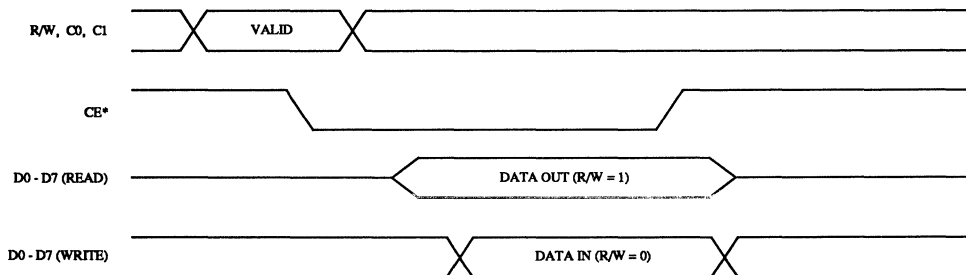 R/W, C0, C1 VALID
CE*
D0 - D7 (READ) DATA OUT (R/W = 1)
D0 - D7 (WRITE) DATA IN (R/W = 0)